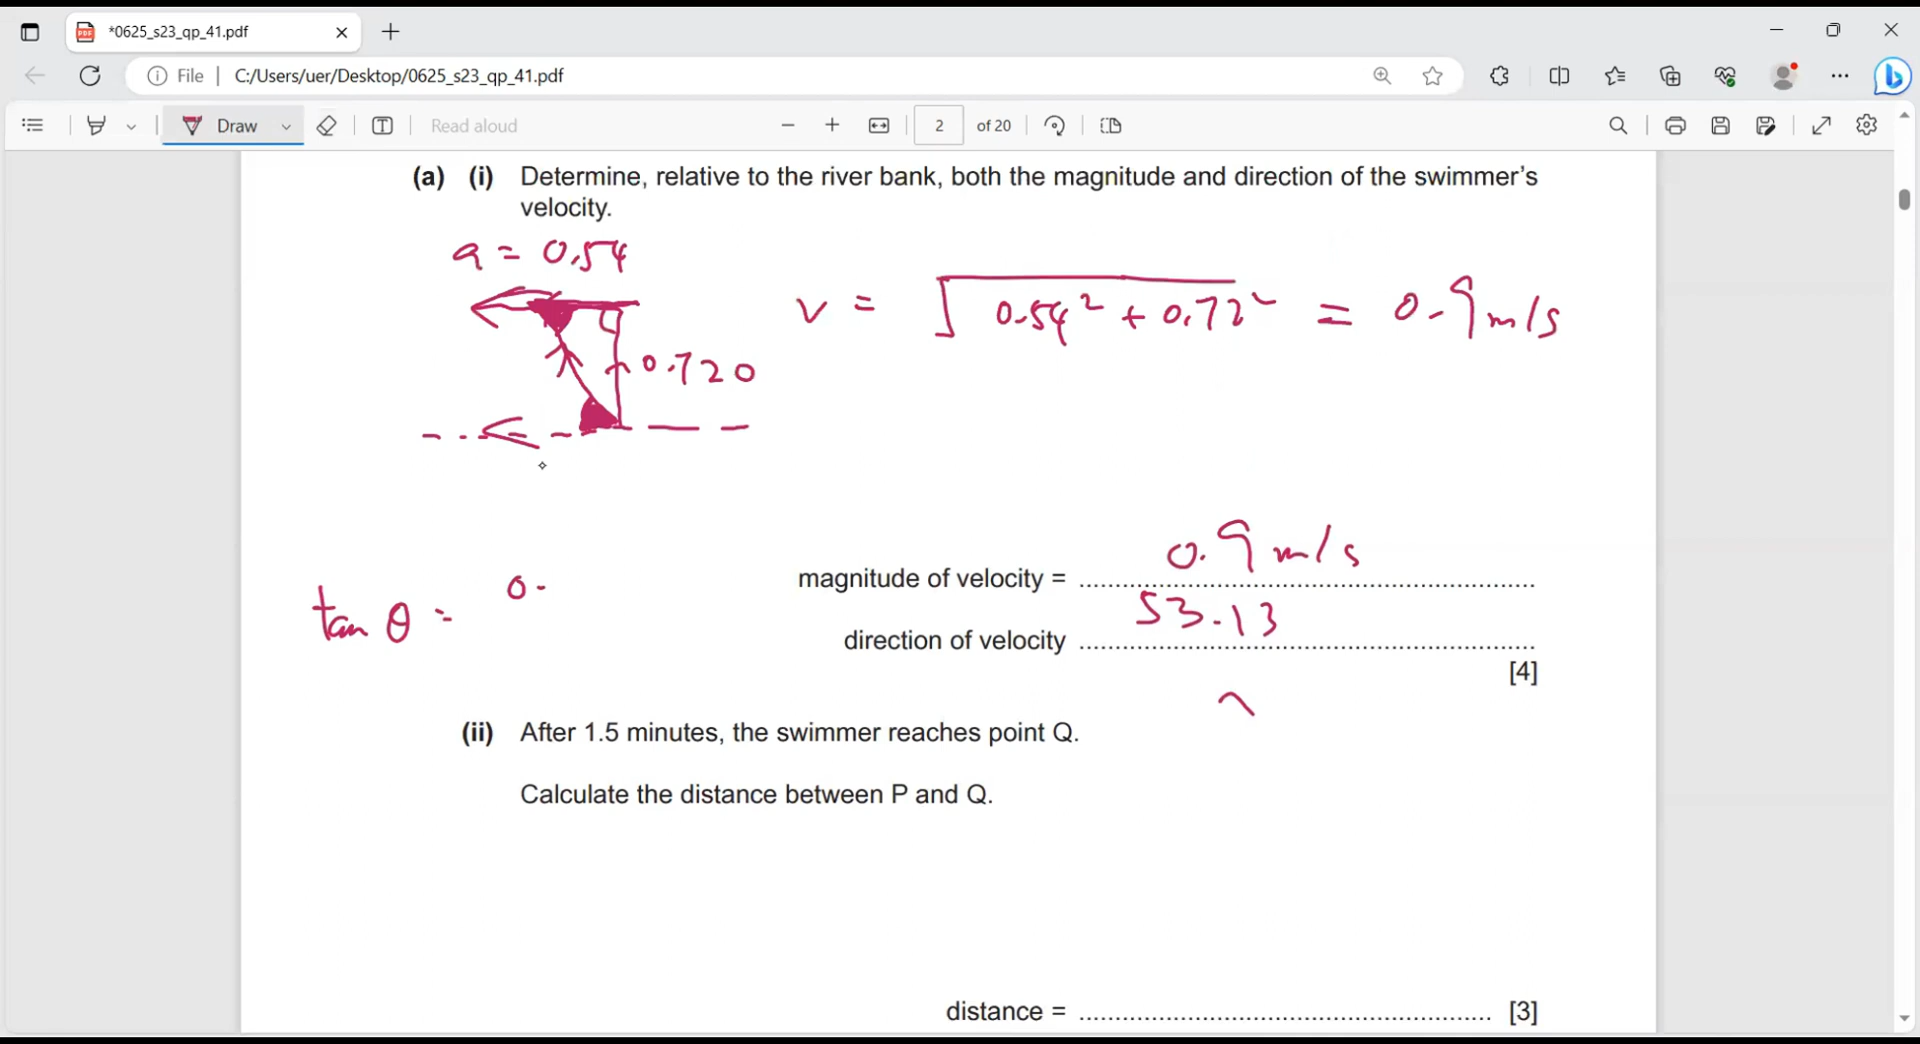 *0625_s23_qp_41.pdf
File | C:/Users/uer/Desktop/0625_s23_qp_41.pdf
Draw Read aloud 2 of 20
(a) (i) Determine, relative to the river bank, both the magnitude and direction of the swimmer's
velocity.
a = 0.54
v = √0.54² + 0.72² = 0.9 m/s
0.720
0.9 m/s
magnitude of velocity = ................................................................
tan θ = 0.
53.13
direction of velocity ................................................................
[4]
(ii) After 1.5 minutes, the swimmer reaches point Q.
Calculate the distance between P and Q.
distance = .......................................................... [3]